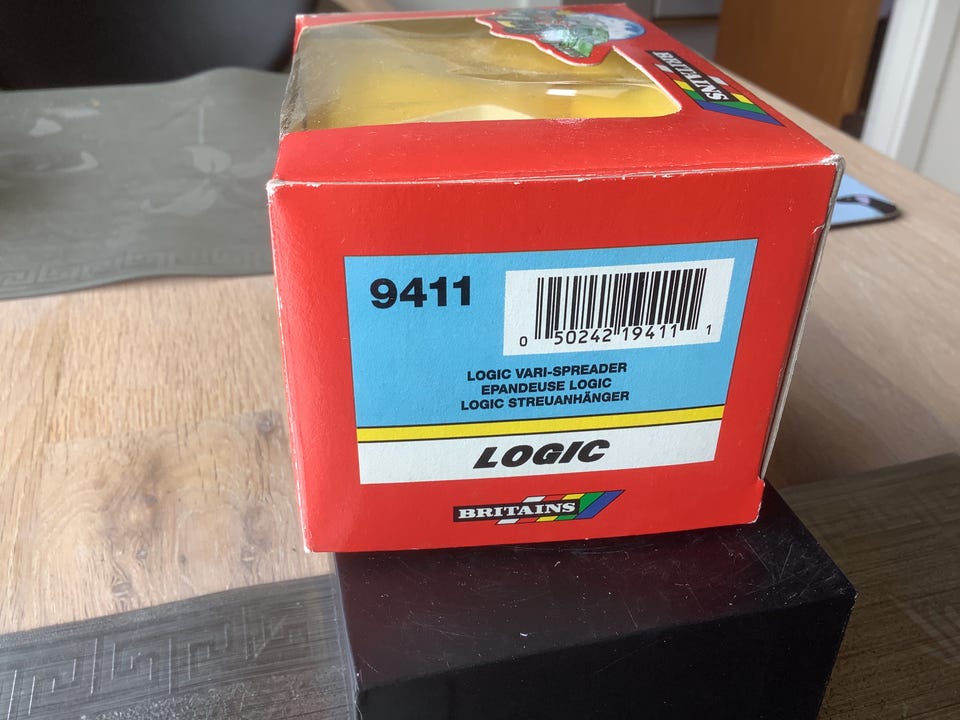 BRITAINS
9411
0 50242 19411 1
LOGIC VARI-SPREADER
EPANDEUSE LOGIC
LOGIC STREUANHÄNGER
LOGIC
BRITAINS